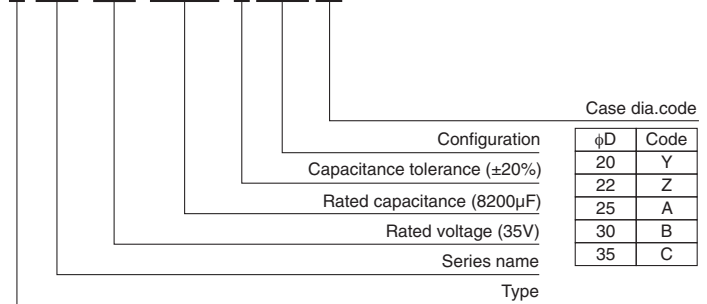 Case dia.code
Configuration
Capacitance tolerance (±20%)
Rated capacitance (8200µF)
Rated voltage (35V)
Series name
Type
ϕD Code
20 Y
22 Z
25 A
30 B
35 C